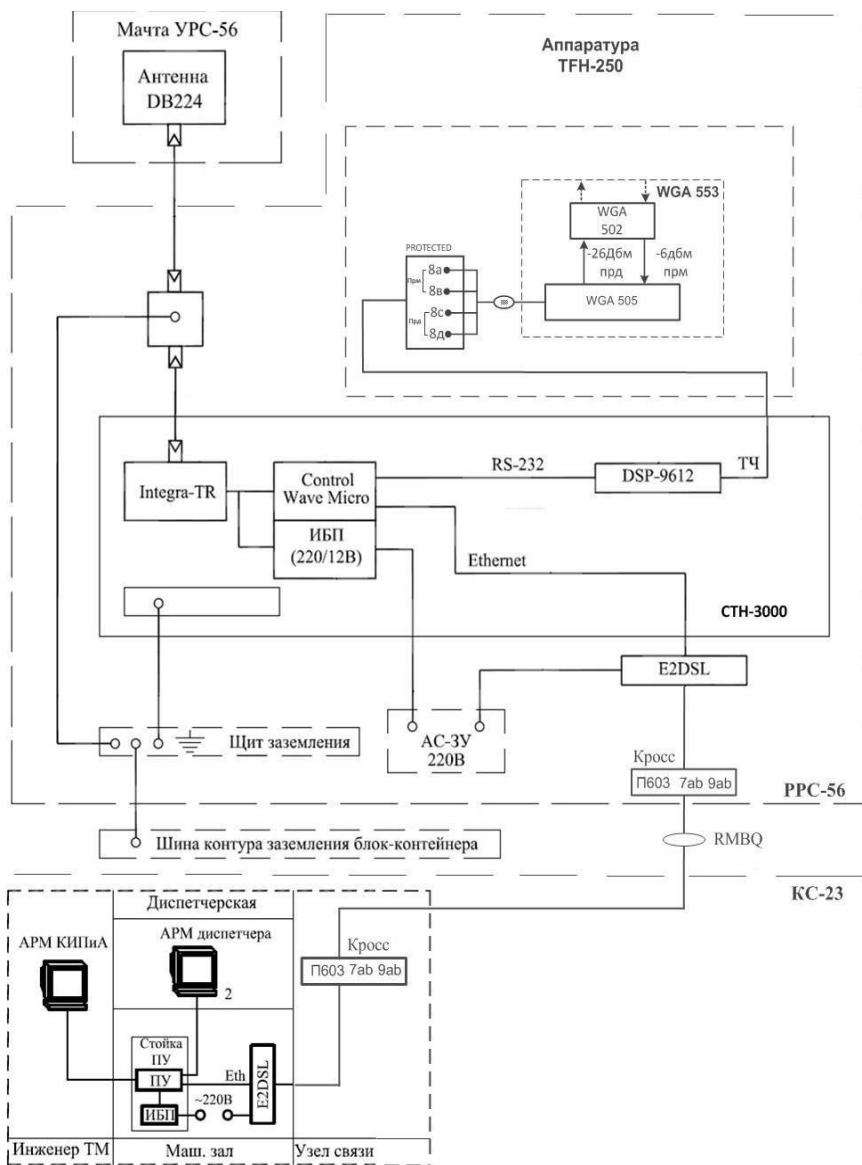 Мачта УРС-56
Антенна
DB224
Аппаратура
TFH-250
WGA 553
WGA
502
-26Дбм
прд
-6дбм
прм
WGA 505
PROTECTED
Прм
8а
8в
Прд
8с
8д
Integra-TR
Control
Wave Micro
ИБП
(220/12В)
RS-232
DSP-9612
ТЧ
Ethernet
СТН-3000
E2DSL
Щит заземления
АС-ЗУ
220В
Кросс
П603 7ab 9ab
РРС-56
Шина контура заземления блок-контейнера
RMBQ
КС-23
Диспетчерская
АРМ КИПиА
АРМ диспетчера
2
Кросс
П603 7ab 9ab
Стойка
ПУ
ПУ
Eth
E2DSL
ИБП
~220В
Инженер ТМ
Маш. зал
Узел связи